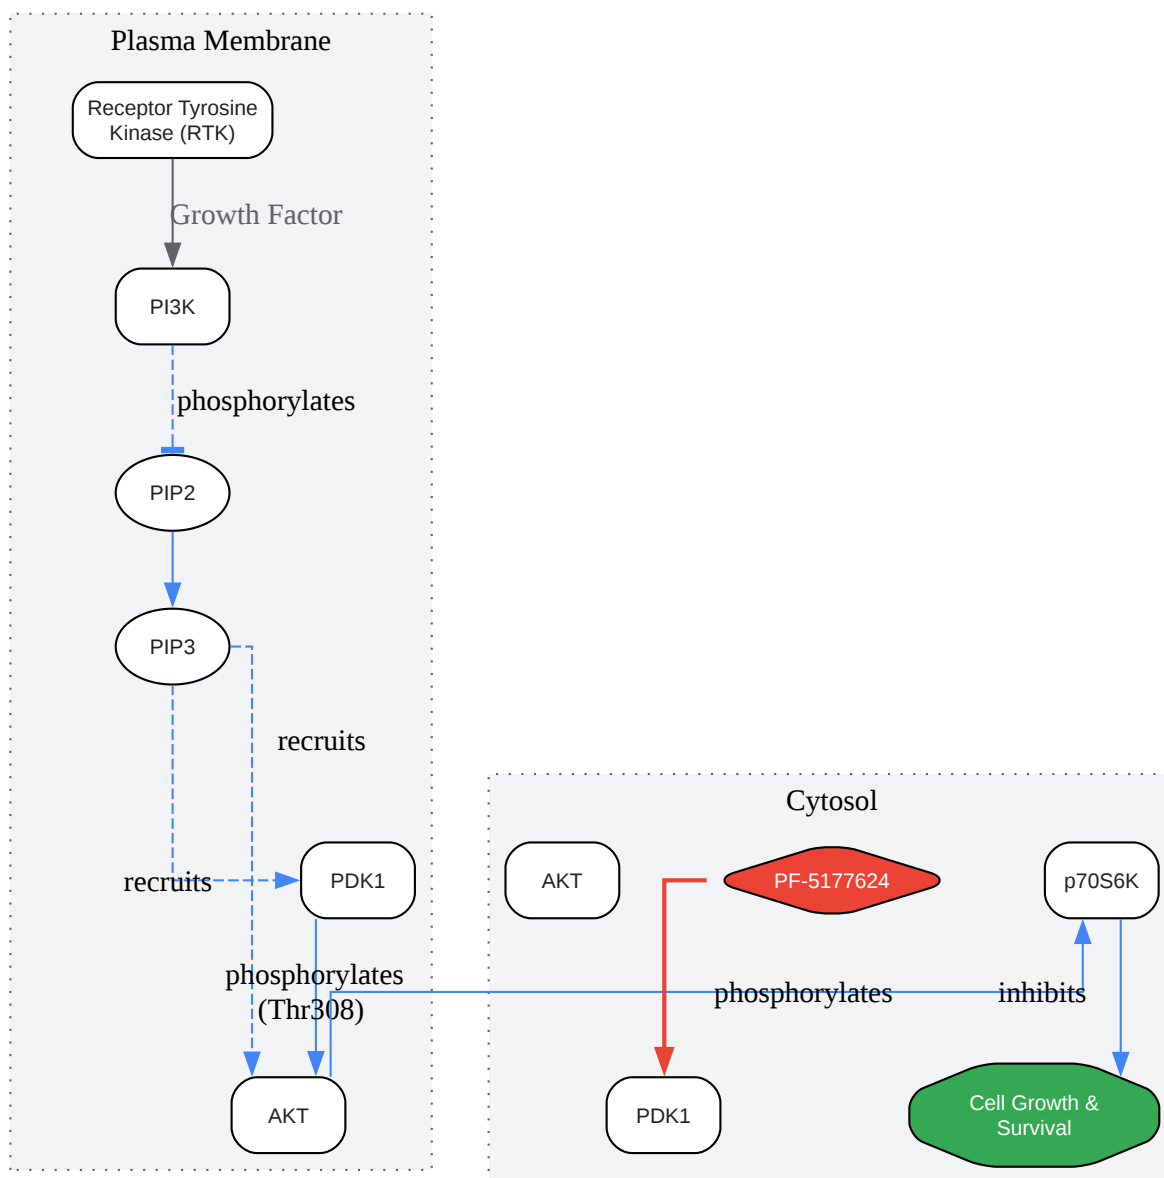 Plasma Membrane
Receptor Tyrosine
Kinase (RTK)
Growth Factor
PI3K
phosphorylates
PIP2
PIP3
recruits
recruits
PDK1
phosphorylates
(Thr308)
AKT
Cytosol
AKT
PF-5177624
p70S6K
phosphorylates
inhibits
PDK1
Cell Growth &
Survival